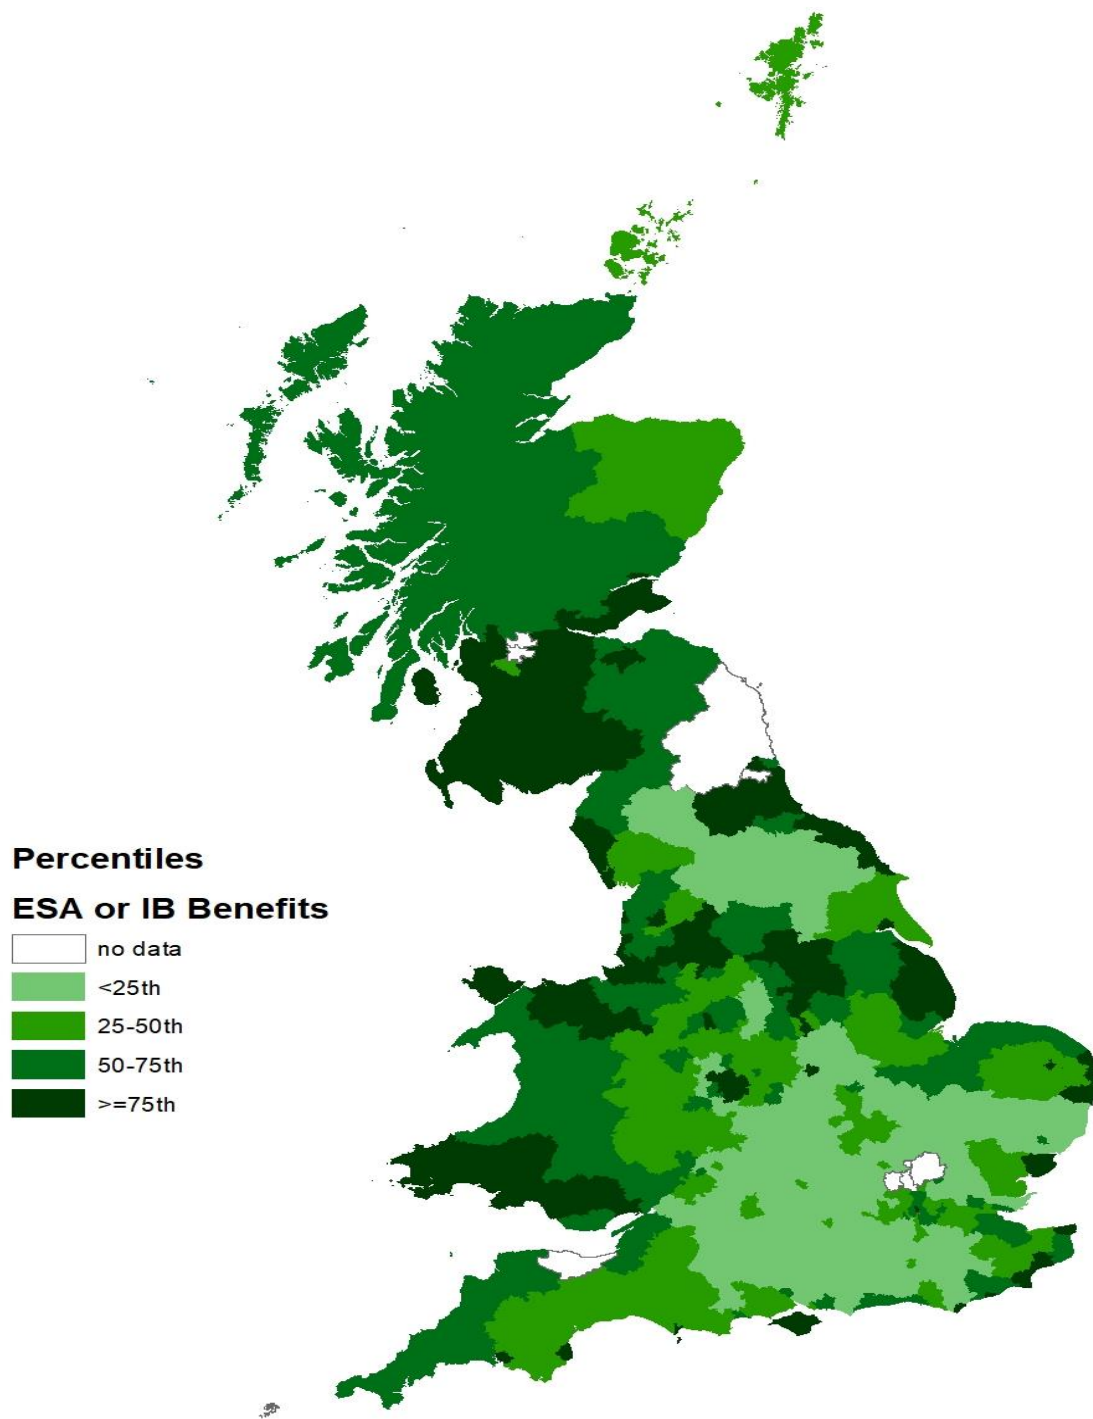 Percentiles
ESA or IB Benefits
no data
<25th
25-50th
50-75th
>=75th